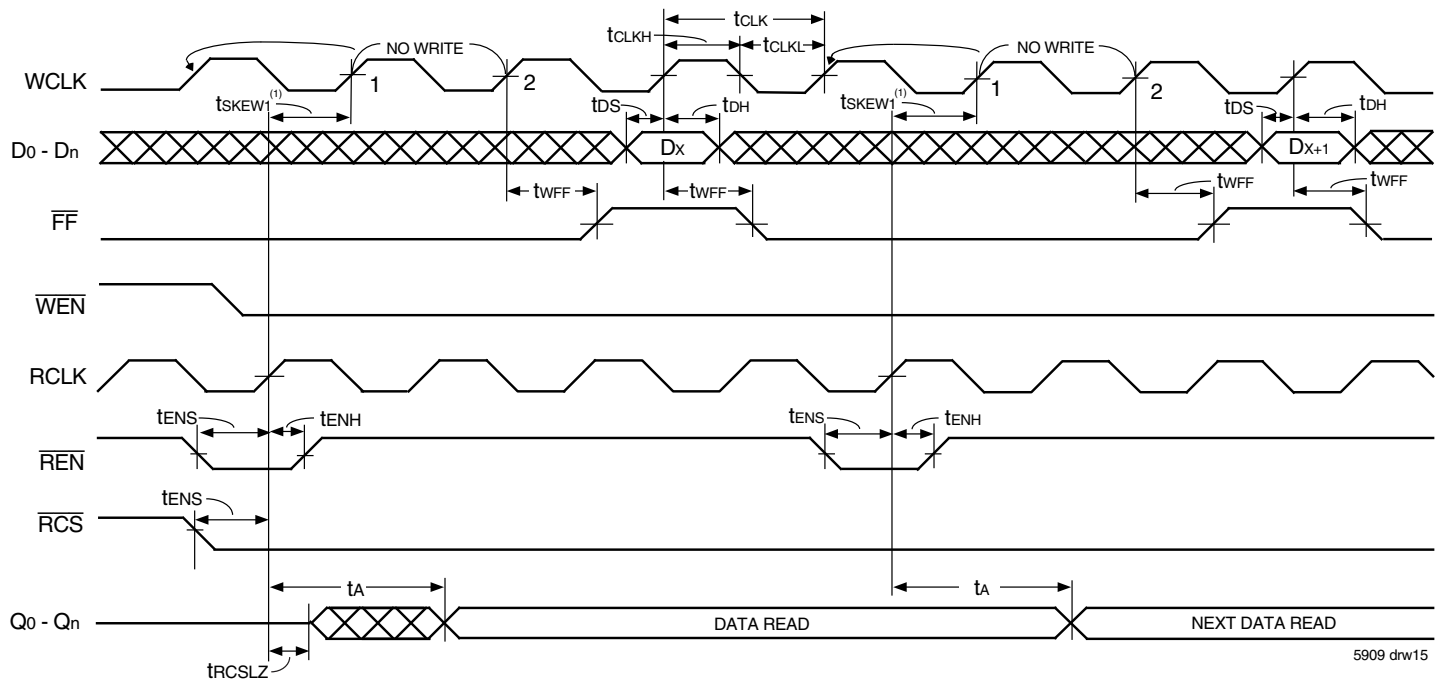 tCLK
tCLKH
tCLKL
NO WRITE
NO WRITE
WCLK
1
2
1
2
tSKEW1(1)
tDS
tDH
tSKEW1(1)
tDS
tDH
D0 - Dn
DX
DX+1
tWFF
tWFF
tWFF
tWFF
FF
WEN
RCLK
tENS
tENH
tENS
tENH
REN
tENS
RCS
tA
tA
Q0 - Qn
DATA READ
NEXT DATA READ
tRCSLZ
5909 drw15